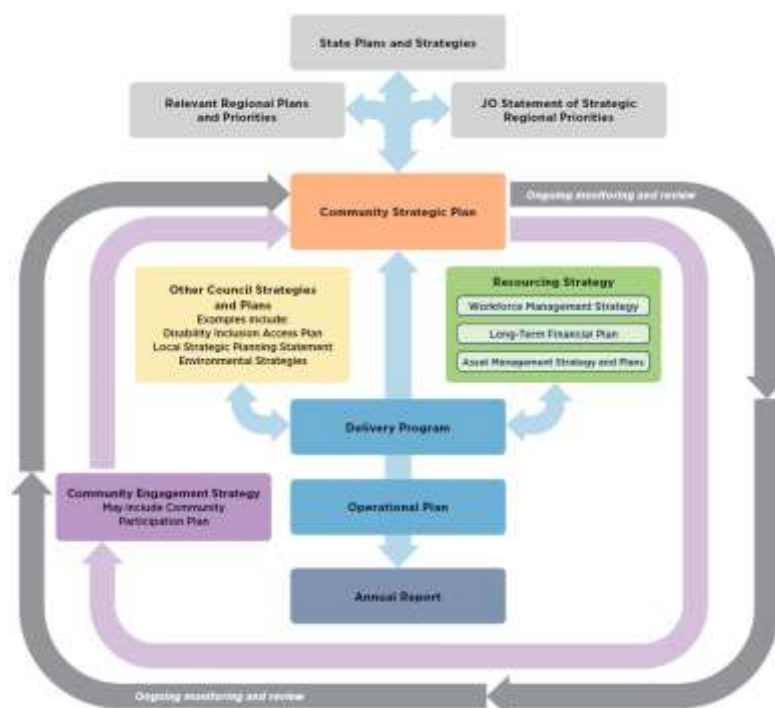 State Plans and Strategies
Relevant Regional Plans
and Priorities
JO Statement of Strategic
Regional Priorities
Community Strategic Plan
Ongoing monitoring and review
Other Council Strategies
and Plans
Examples include:
Disability Inclusion Access Plan
Local Strategic Planning Statement
Environmental Strategies
Resourcing Strategy
Workforce Management Strategy
Long-Term Financial Plan
Asset Management Strategy and Plans
Delivery Program
Community Engagement Strategy
May include Community
Participation Plan
Operational Plan
Annual Report
Ongoing monitoring and review